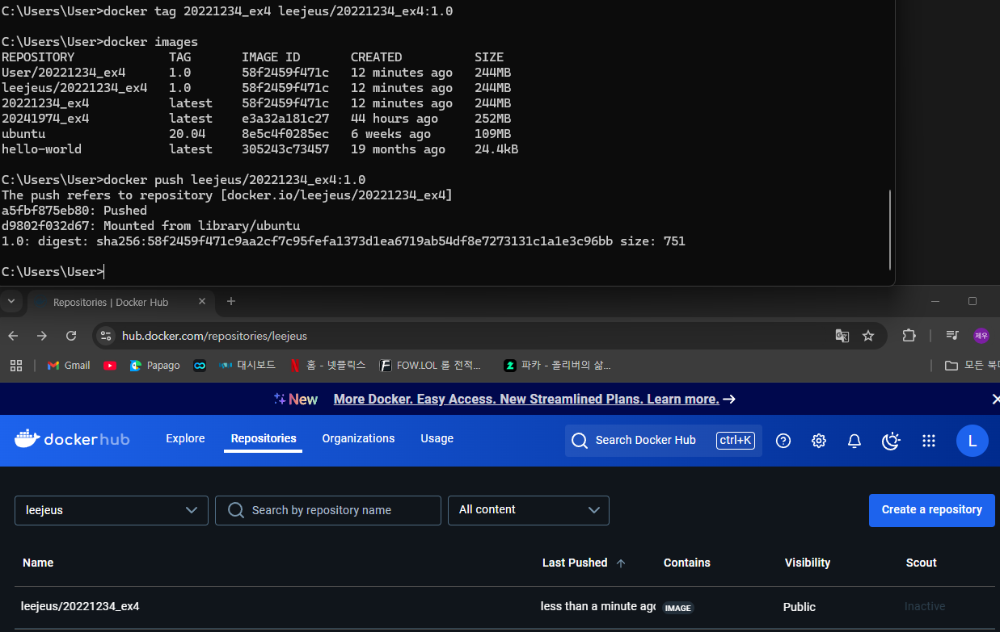 C:\Users\User>docker tag 20221234_ex4 leejeus/20221234_ex4:1.0
C:\Users\User>docker images
REPOSITORY TAG IMAGE ID CREATED SIZE
User/20221234_ex4 1.0 58f2459f471c 12 minutes ago 244MB
leejeus/20221234_ex4 1.0 58f2459f471c 12 minutes ago 244MB
20221234_ex4 latest 58f2459f471c 12 minutes ago 244MB
20241974_ex4 latest e3a32a181c27 44 hours ago 252MB
ubuntu 20.04 8e5c4f0285ec 6 weeks ago 109MB
hello-world latest 305243c73457 19 months ago 24.4kB
C:\Users\User>docker push leejeus/20221234_ex4:1.0
The push refers to repository [docker.io/leejeus/20221234_ex4]
a5fbf875eb80: Pushed
d9802f032d67: Mounted from library/ubuntu
1.0: digest: sha256:58f2459f471c9aa2cf7c95fefa1373d1ea6719ab54df8e7273131c1a1e3c96bb size: 751
C:\Users\User>
Repositories | Docker Hub
hub.docker.com/repositories/leejeus 제우
Gmail Papago 대시보드 홈 - 넷플릭스 FOW.LOL 롤 전적... 파카 - 올리버의 삶... 모든 북마
New More Docker. Easy Access. New Streamlined Plans. Learn more. →
dockerhub Explore Repositories Organizations Usage Search Docker Hub ctrl+K L
leejeus Search by repository name All content Create a repository
Name Last Pushed Contains Visibility Scout
leejeus/20221234_ex4 less than a minute ago IMAGE Public Inactive